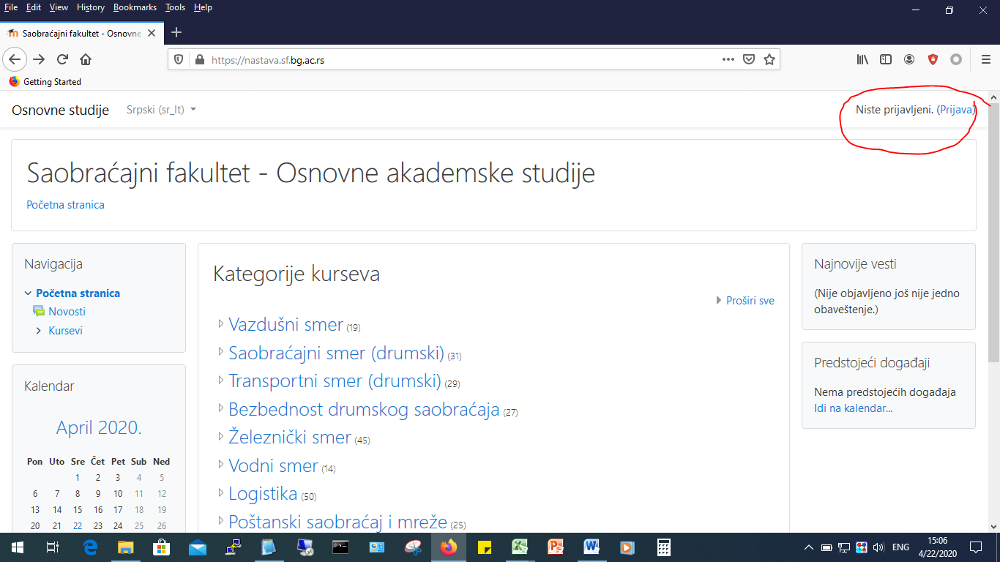 File Edit View History Bookmarks Tools Help
Saobraćajni fakultet - Osnovne
https://nastava.sf.bg.ac.rs
Getting Started
Osnovne studije Srpski (sr_lt) Niste prijavljeni. (Prijava)
Saobraćajni fakultet - Osnovne akademske studije
Početna stranica
Navigacija
Početna stranica
Novosti
Kursevi
Kalendar
April 2020.
Pon Uto Sre Čet Pet Sub Ned
1 2 3 4 5
6 7 8 9 10 11 12
13 14 15 16 17 18 19
20 21 22 23 24 25 26
Kategorije kurseva
Proširi sve
Vazdušni smer (19)
Saobraćajni smer (drumski) (31)
Transportni smer (drumski) (29)
Bezbednost drumskog saobraćaja (27)
Železnički smer (45)
Vodni smer (14)
Logistika (50)
Poštanski saobraćaj i mreže (25)
Najnovije vesti
(Nije objavljeno još nije jedno
obaveštenje.)
Predstojeći događaji
Nema predstojećih događaja
Idi na kalendar...
ENG
15:06
4/22/2020